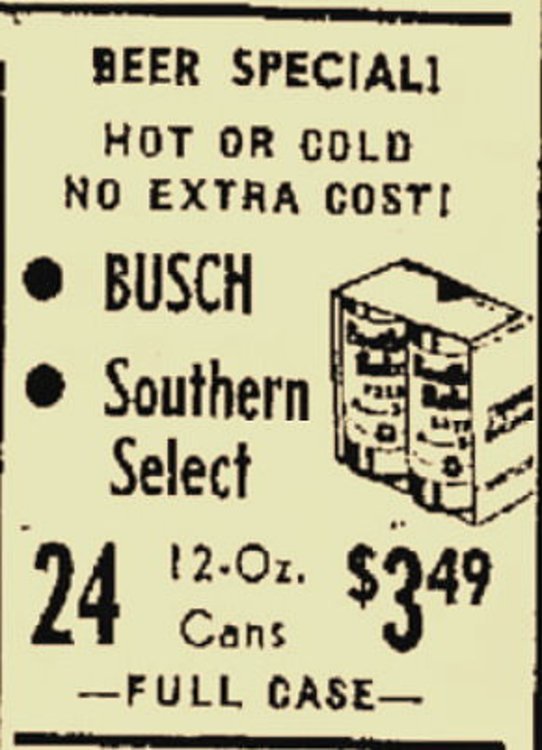 BEER SPECIAL!
HOT OR COLD
NO EXTRA COST!
● BUSCH
● Southern
Select
24 12-Oz. Cans $3.49
—FULL CASE—